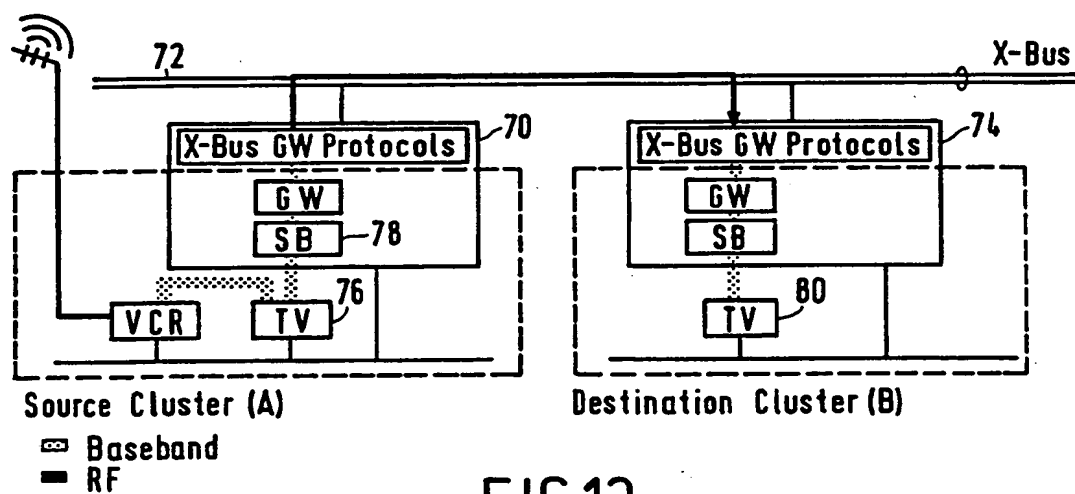 72
X-Bus
70
X-Bus GW Protocols
74
X-Bus GW Protocols
GW
SB
78
GW
SB
VCR
TV
76
TV
80
Source Cluster (A)
Destination Cluster (B)
Baseband
RF